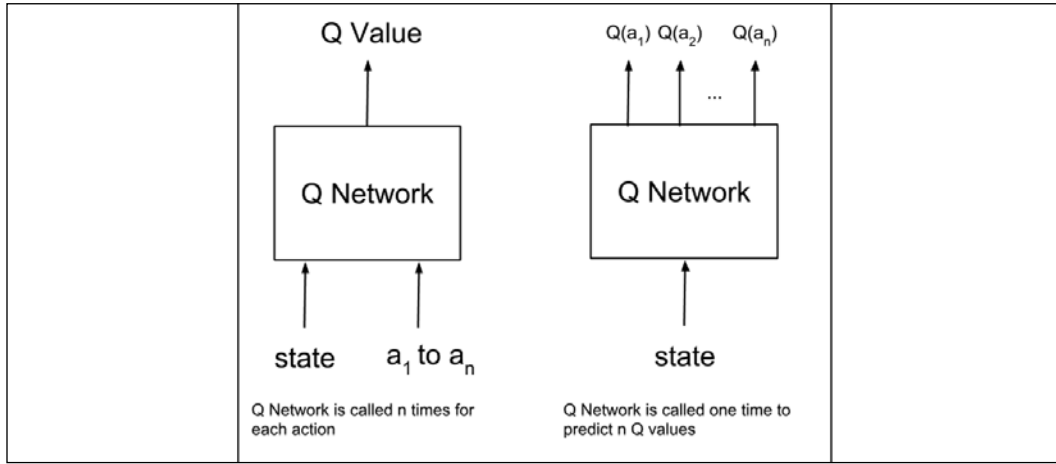 Q Value
Q(a1) Q(a2) Q(an)
...
Q Network
Q Network
state
a1 to an
state
Q Network is called n times for
each action
Q Network is called one time to
predict n Q values